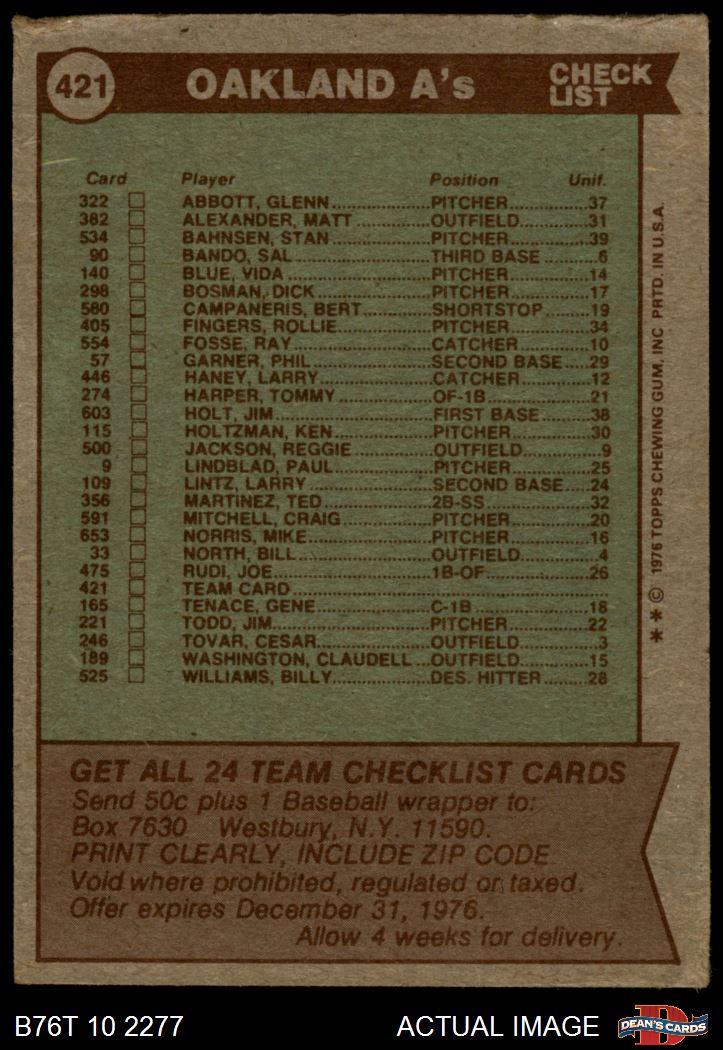 421 OAKLAND A's CHECK LIST
Card Player Position Unif.
322 ABBOTT, GLENN..............PITCHER............37
382 ALEXANDER, MATT..............OUTFIELD..........31
534 BAHNSEN, STAN..............PITCHER............39
90 BANDO, SAL..............THIRD BASE........6
140 BLUE, VIDA..............PITCHER............14
298 BOSMAN, DICK..............PITCHER............17
580 CAMPANERIS, BERT..............SHORTSTOP........19
405 FINGERS, ROLLIE..............PITCHER............34
554 FOSSE, RAY..............CATCHER............10
57 GARNER, PHIL..............SECOND BASE....29
446 HANEY, LARRY..............CATCHER............12
274 HARPER, TOMMY..............OF-1B............21
603 HOLT, JIM..............FIRST BASE........38
115 HOLTZMAN, KEN..............PITCHER............30
500 JACKSON, REGGIE..............OUTFIELD..........9
9 LINDBLAD, PAUL..............PITCHER............25
109 LINTZ, LARRY..............SECOND BASE....24
356 MARTINEZ, TED..............2B-SS............32
591 MITCHELL, CRAIG..............PITCHER............20
653 NORRIS, MIKE..............PITCHER............16
33 NORTH, BILL..............OUTFIELD..........4
475 RUDI, JOE..............1B-OF............26
421 TEAM CARD..............
165 TENACE, GENE..............C-1B............18
221 TODD, JIM..............PITCHER............22
246 TOVAR, CESAR..............OUTFIELD..........3
189 WASHINGTON, CLAUDELL...OUTFIELD..........15
525 WILLIAMS, BILLY..............DES. HITTER........28
** © 1976 TOPPS CHEWING GUM, INC PRTD. IN U.S.A.
GET ALL 24 TEAM CHECKLIST CARDS
Send 50c plus 1 Baseball wrapper to:
Box 7630 Westbury, N.Y. 11590.
PRINT CLEARLY, INCLUDE ZIP CODE
Void where prohibited, regulated or taxed.
Offer expires December 31, 1976.
Allow 4 weeks for delivery.
B76T 10 2277 ACTUAL IMAGE DEAN'S CARDS